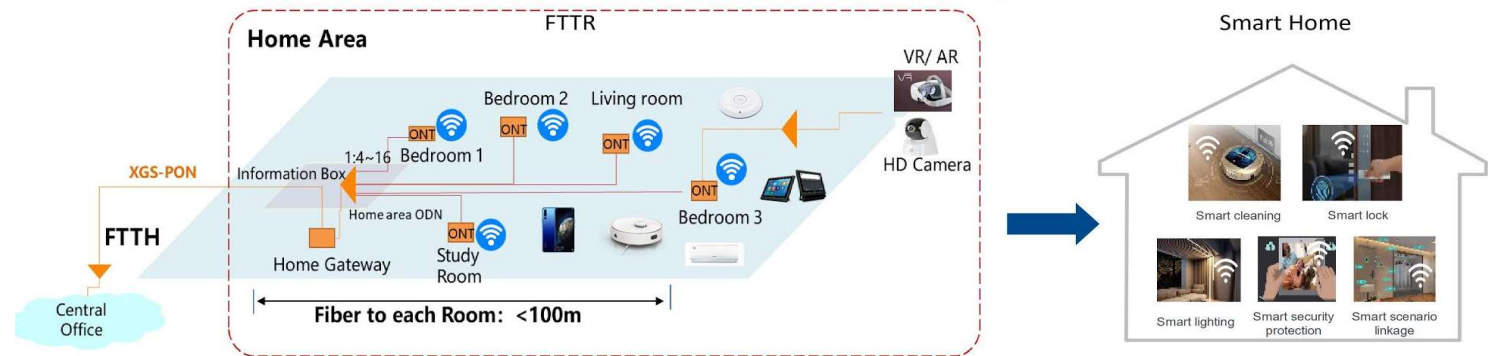 FTTR
Home Area
Smart Home
VR/ AR
VR
HD Camera
Bedroom 2
Living room
ONT
ONT
ONT
Bedroom 1
1:4~16
XGS-PON
Information Box
Home area ODN
ONT
Bedroom 3
ONT
Study
Room
FTTH
Home Gateway
Central
Office
Fiber to each Room: <100m
Smart cleaning
Smart lock
Smart lighting
Smart security
protection
Smart scenario
linkage